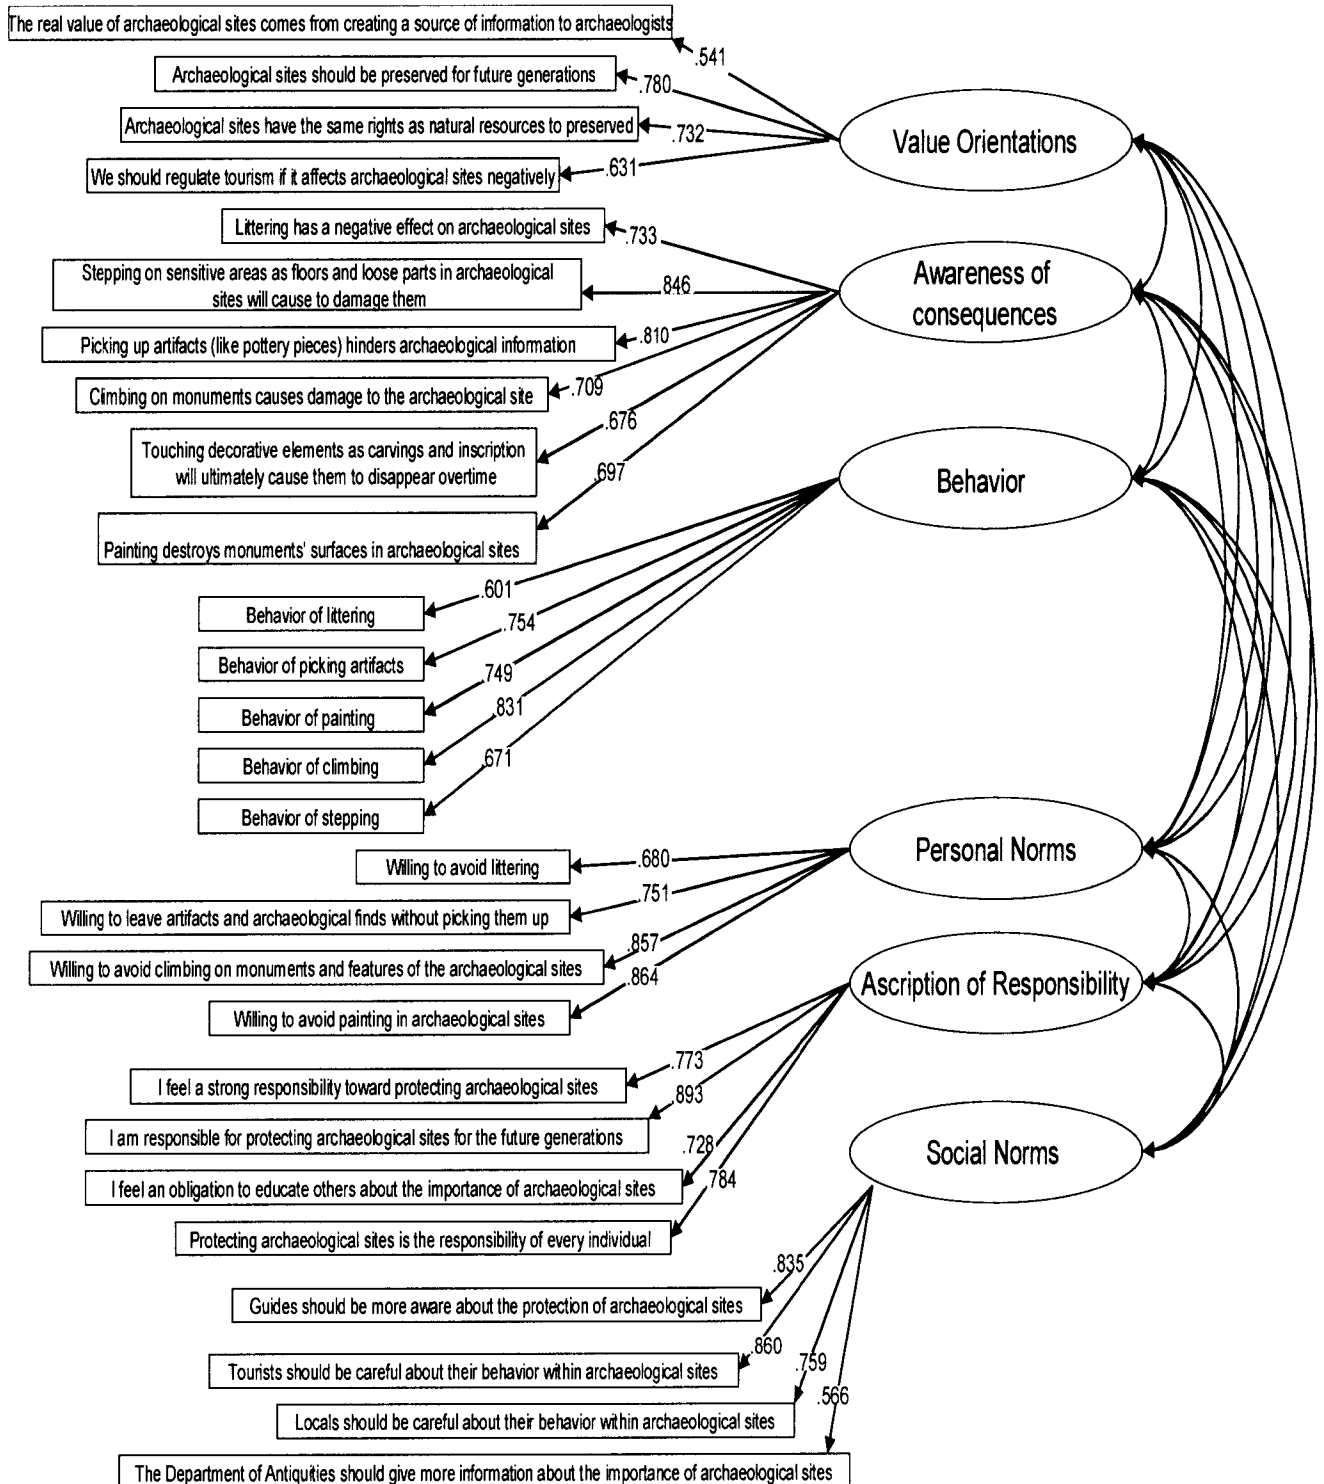 The real value of archaeological sites comes from creating a source of information to archaeologists
.541
Archaeological sites should be preserved for future generations
.780
Archaeological sites have the same rights as natural resources to preserved
.732
Value Orientations
We should regulate tourism if it affects archaeological sites negatively
.631
Littering has a negative effect on archaeological sites
.733
Stepping on sensitive areas as floors and loose parts in archaeological
sites will cause to damage them
.846
Awareness of
consequences
Picking up artifacts (like pottery pieces) hinders archaeological information
.810
Climbing on monuments causes damage to the archaeological site
.709
Touching decorative elements as carvings and inscription
will ultimately cause them to disappear overtime
.676
Painting destroys monuments' surfaces in archaeological sites
.697
Behavior
Behavior of littering
.601
Behavior of picking artifacts
.754
Behavior of painting
.749
Behavior of climbing
.831
Behavior of stepping
.671
Willing to avoid littering
.680
Personal Norms
Willing to leave artifacts and archaeological finds without picking them up
.751
Willing to avoid climbing on monuments and features of the archaeological sites
.857
Willing to avoid painting in archaeological sites
.864
Ascription of Responsibility
I feel a strong responsibility toward protecting archaeological sites
.773
I am responsible for protecting archaeological sites for the future generations
.893
I feel an obligation to educate others about the importance of archaeological sites
.728
Protecting archaeological sites is the responsibility of every individual
.784
Social Norms
Guides should be more aware about the protection of archaeological sites
.835
Tourists should be careful about their behavior within archaeological sites
.860
Locals should be careful about their behavior within archaeological sites
.759
The Department of Antiquities should give more information about the importance of archaeological sites
.566